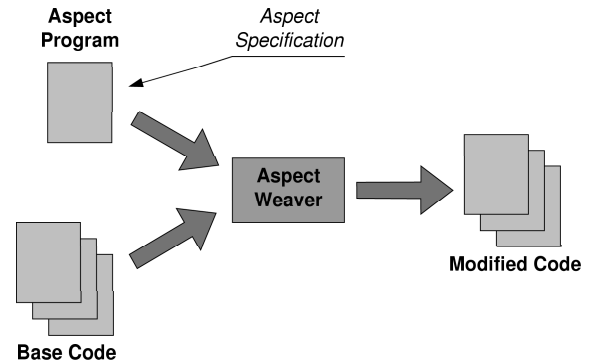 Aspect
Program
Aspect
Specification
Aspect
Weaver
Modified Code
Base Code